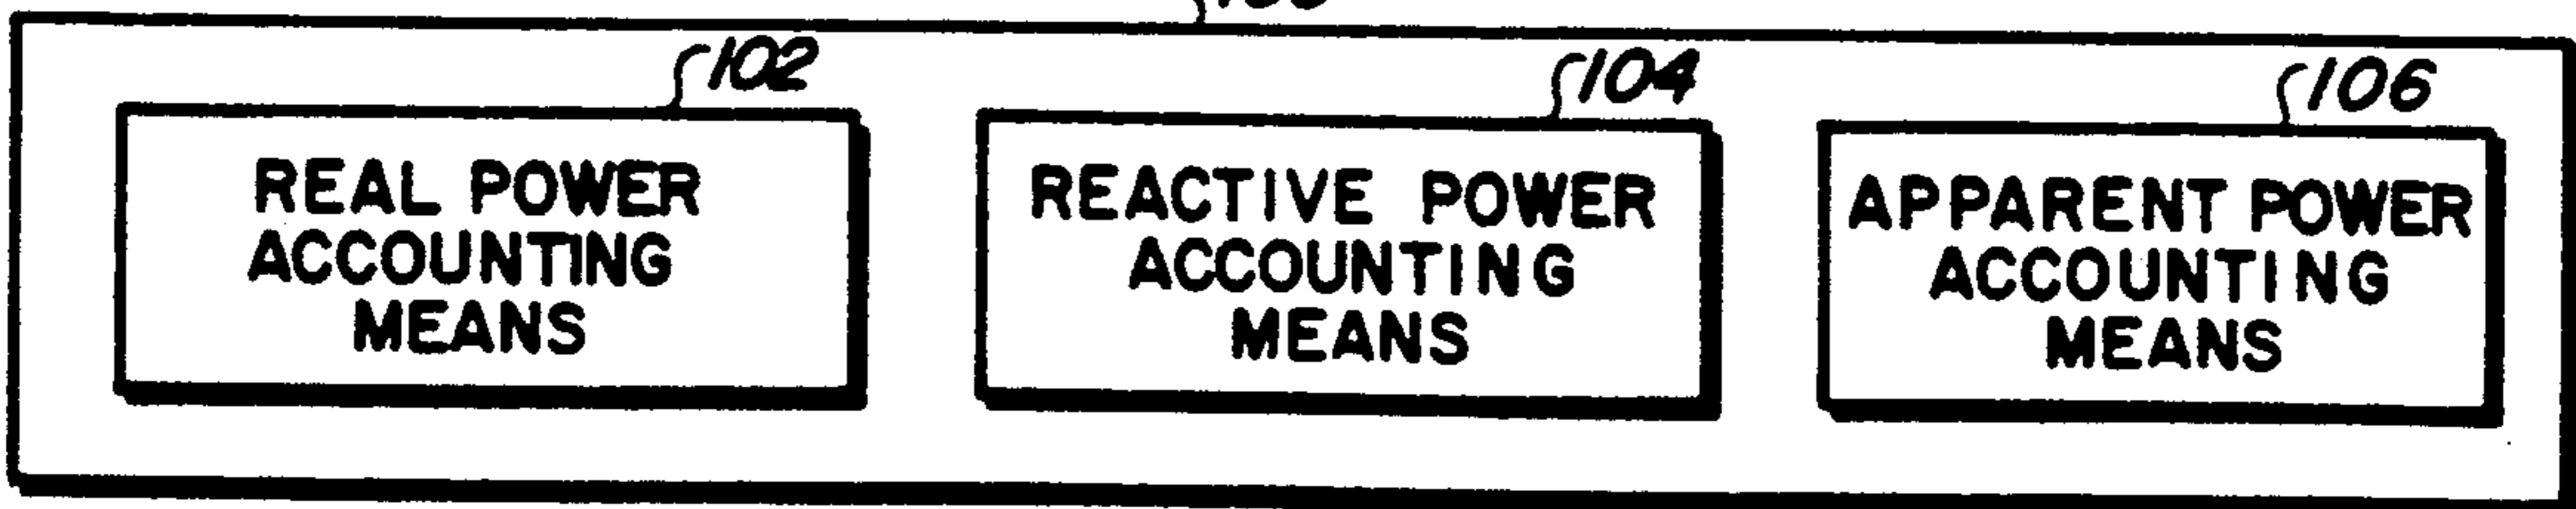 102
104
106
REAL POWER
ACCOUNTING
MEANS
REACTIVE POWER
ACCOUNTING
MEANS
APPARENT POWER
ACCOUNTING
MEANS